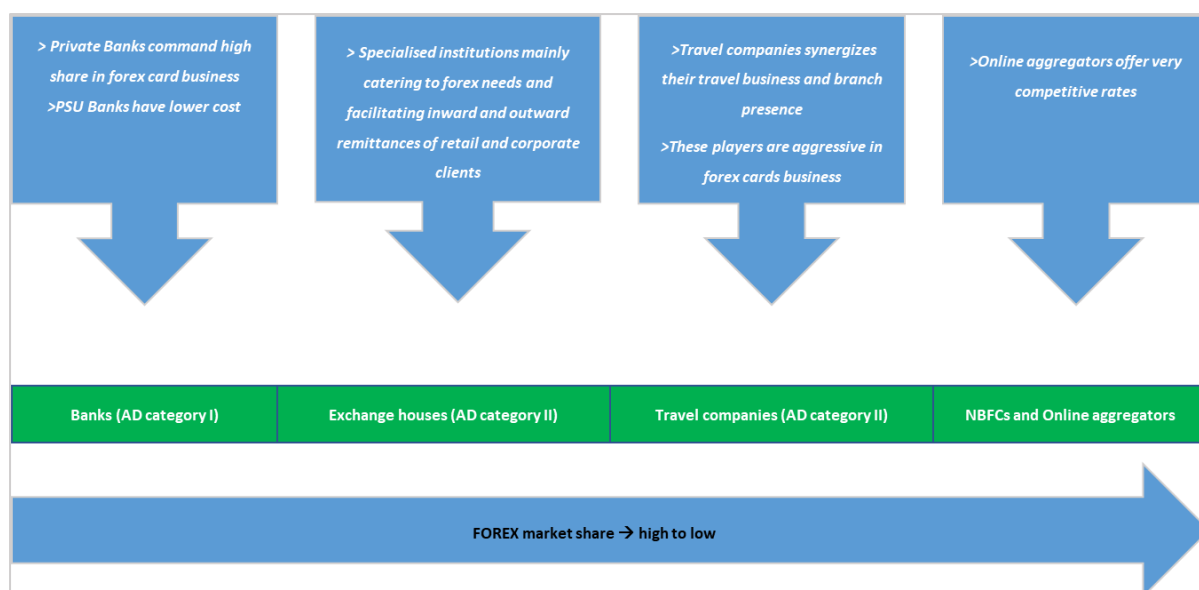 > Private Banks command high
share in forex card business
>PSU Banks have lower cost
> Specialised institutions mainly
catering to forex needs and
facilitating inward and outward
remittances of retail and corporate
clients
>Travel companies synergizes
their travel business and branch
presence
>These players are aggressive in
forex cards business
>Online aggregators offer very
competitive rates
Banks (AD category I)
Exchange houses (AD category II)
Travel companies (AD category II)
NBFCs and Online aggregators
FOREX market share → high to low